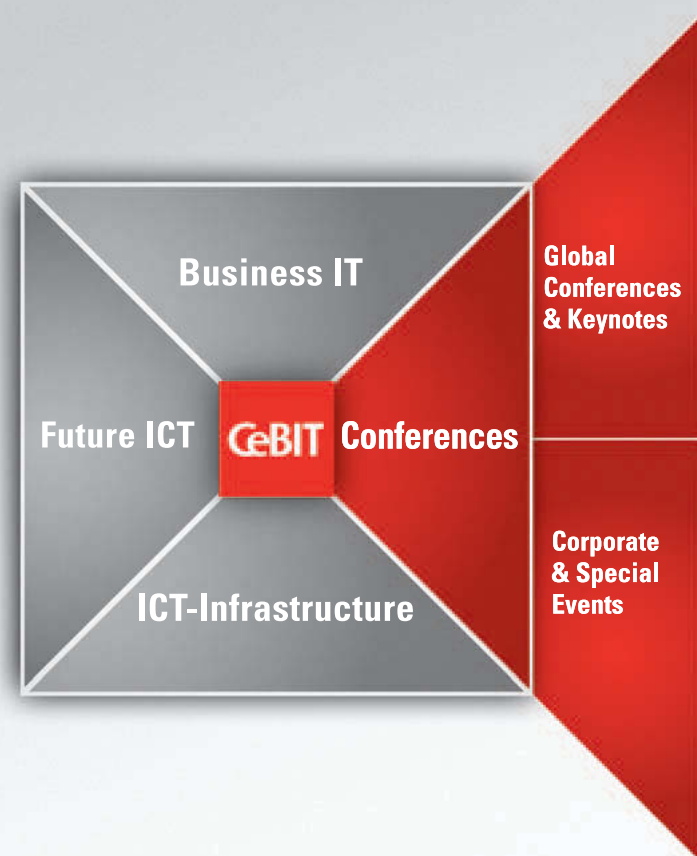 Business IT
Global
Conferences
& Keynotes
Future ICT
CeBIT
Conferences
Corporate
& Special
Events
ICT-Infrastructure